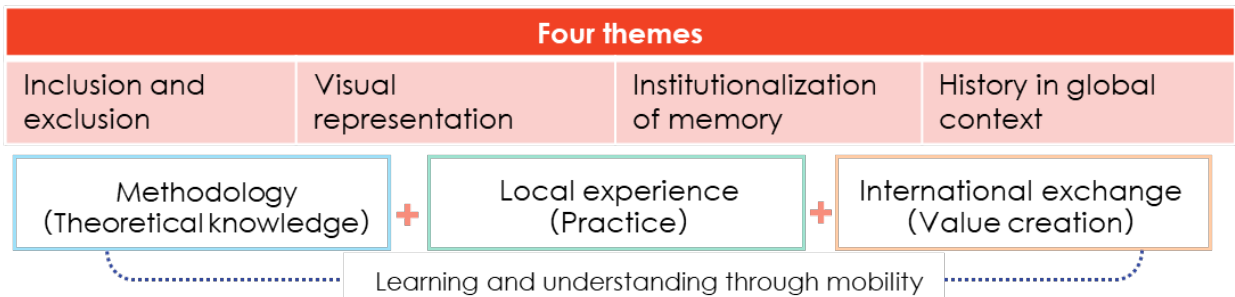 Four themes
Inclusion and
exclusion
Visual
representation
Institutionalization
of memory
History in global
context
Methodology
(Theoretical knowledge)
+
Local experience
(Practice)
+
International exchange
(Value creation)
Learning and understanding through mobility